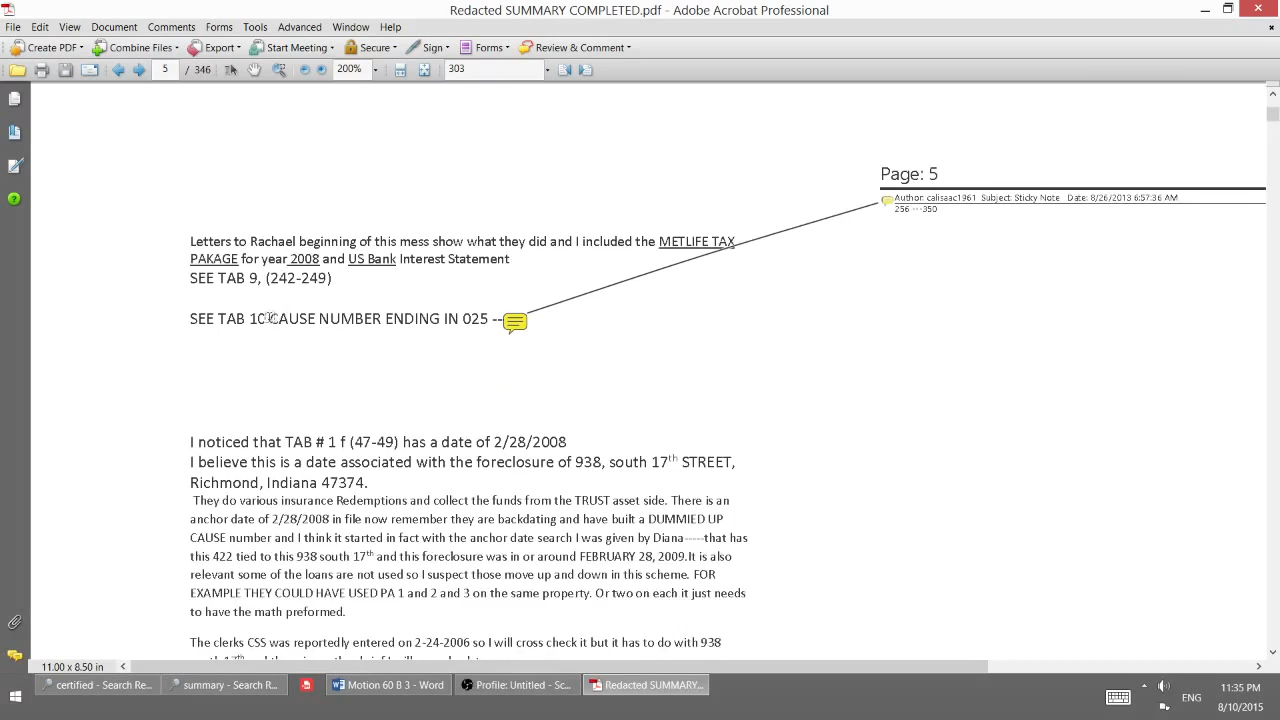 Redacted SUMMARY COMPLETED.pdf - Adobe Acrobat Professional
File Edit View Document Comments Forms Tools Advanced Window Help
Create PDF Combine Files Export Start Meeting Secure Sign Forms Review & Comment
5 / 346 200% 303
Page: 5
Author: calisaac1961 Subject: Sticky Note Date: 8/26/2013 6:57:36 AM
256 ---350
Letters to Rachael beginning of this mess show what they did and I included the METLIFE TAX
PAKAGE for year 2008 and US Bank Interest Statement
SEE TAB 9, (242-249)
SEE TAB 10 CAUSE NUMBER ENDING IN 025 --
I noticed that TAB # 1 f (47-49) has a date of 2/28/2008
I believe this is a date associated with the foreclosure of 938, south 17th STREET,
Richmond, Indiana 47374.
They do various insurance Redemptions and collect the funds from the TRUST asset side. There is an
anchor date of 2/28/2008 in file now remember they are backdating and have built a DUMMIED UP
CAUSE number and I think it started in fact with the anchor date search I was given by Diana-----that has
this 422 tied to this 938 south 17th and this foreclosure was in or around FEBRUARY 28, 2009.It is also
relevant some of the loans are not used so I suspect those move up and down in this scheme. FOR
EXAMPLE THEY COULD HAVE USED PA 1 and 2 and 3 on the same property. Or two on each it just needs
to have the math preformed.
The clerks CSS was reportedly entered on 2-24-2006 so I will cross check it but it has to do with 938
11.00 x 8.50 in
certified - Search Re... summary - Search R... Motion 60 B 3 - Word Profile: Untitled - Sc... Redacted SUMMARY... ENG 11:35 PM
8/10/2015